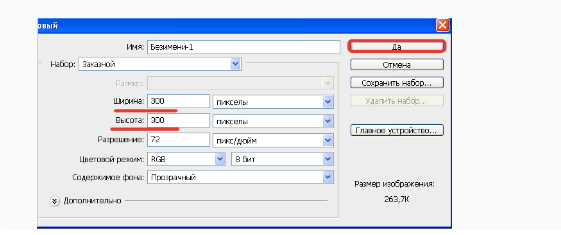 овый
Имя: Безимени-1
Да
Набор: Заказной
Отмена
Размер:
Сохранить набор...
Ширина: 300 пикселы
Удалить набор...
Высота: 300 пикселы
Главное устройство...
Разрешение: 72 пикс/дюйм
Цветовой режим: RGB 8 бит
Содержимое фона: Прозрачный
Размер изображения:
Дополнительно
263,7K